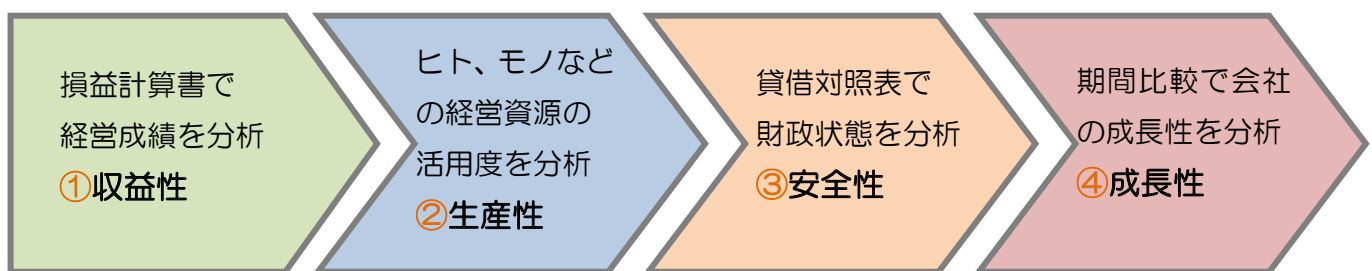 損益計算書で
経営成績を分析
①収益性
ヒト、モノなど
の経営資源の
活用度を分析
②生産性
貸借対照表で
財政状態を分析
③安全性
期間比較で会社
の成長性を分析
④成長性